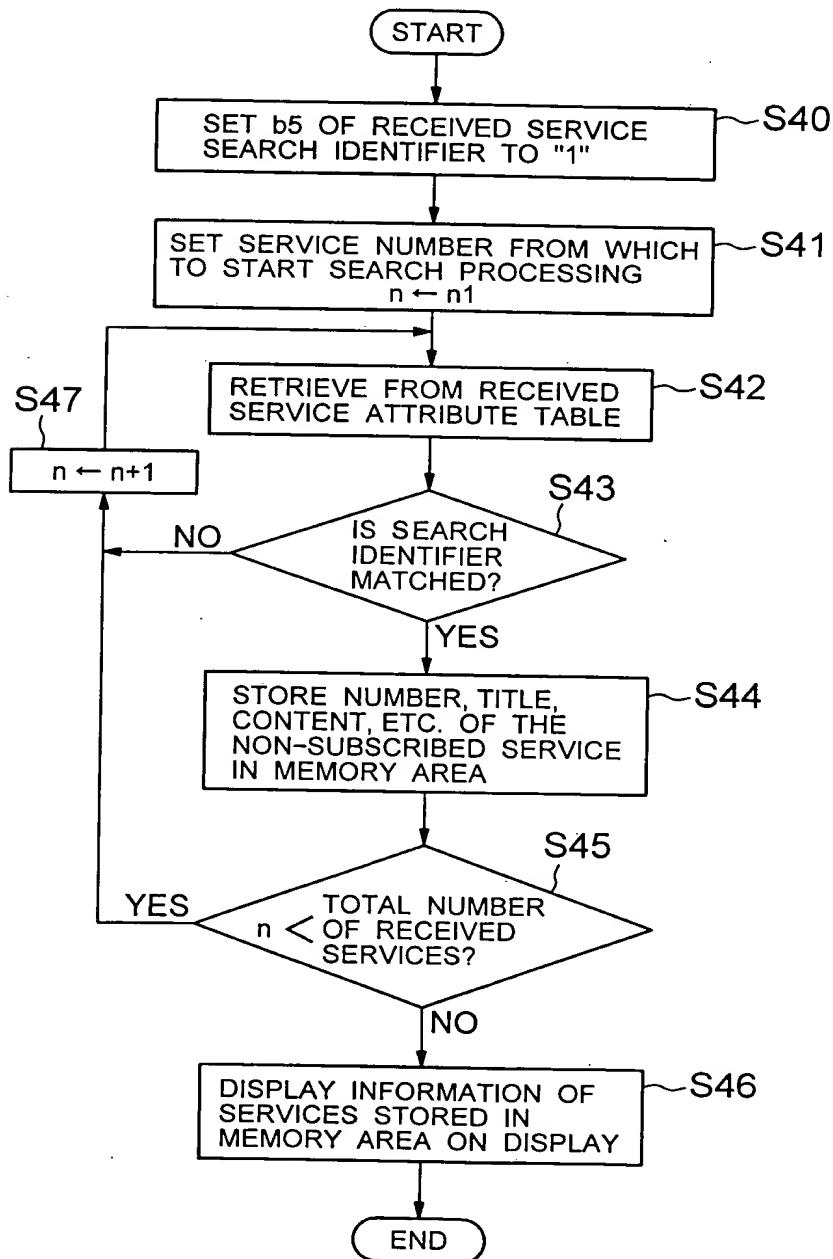 START
SET b5 OF RECEIVED SERVICE
SEARCH IDENTIFIER TO "1"
S40
SET SERVICE NUMBER FROM WHICH
TO START SEARCH PROCESSING
n ← n1
S41
RETRIEVE FROM RECEIVED
SERVICE ATTRIBUTE TABLE
S42
S47
n ← n+1
S43
IS SEARCH
IDENTIFIER
MATCHED?
NO
YES
STORE NUMBER, TITLE,
CONTENT, ETC. OF THE
NON-SUBSCRIBED SERVICE
IN MEMORY AREA
S44
S45
n < TOTAL NUMBER
OF RECEIVED
SERVICES?
YES
NO
DISPLAY INFORMATION OF
SERVICES STORED IN
MEMORY AREA ON DISPLAY
S46
END